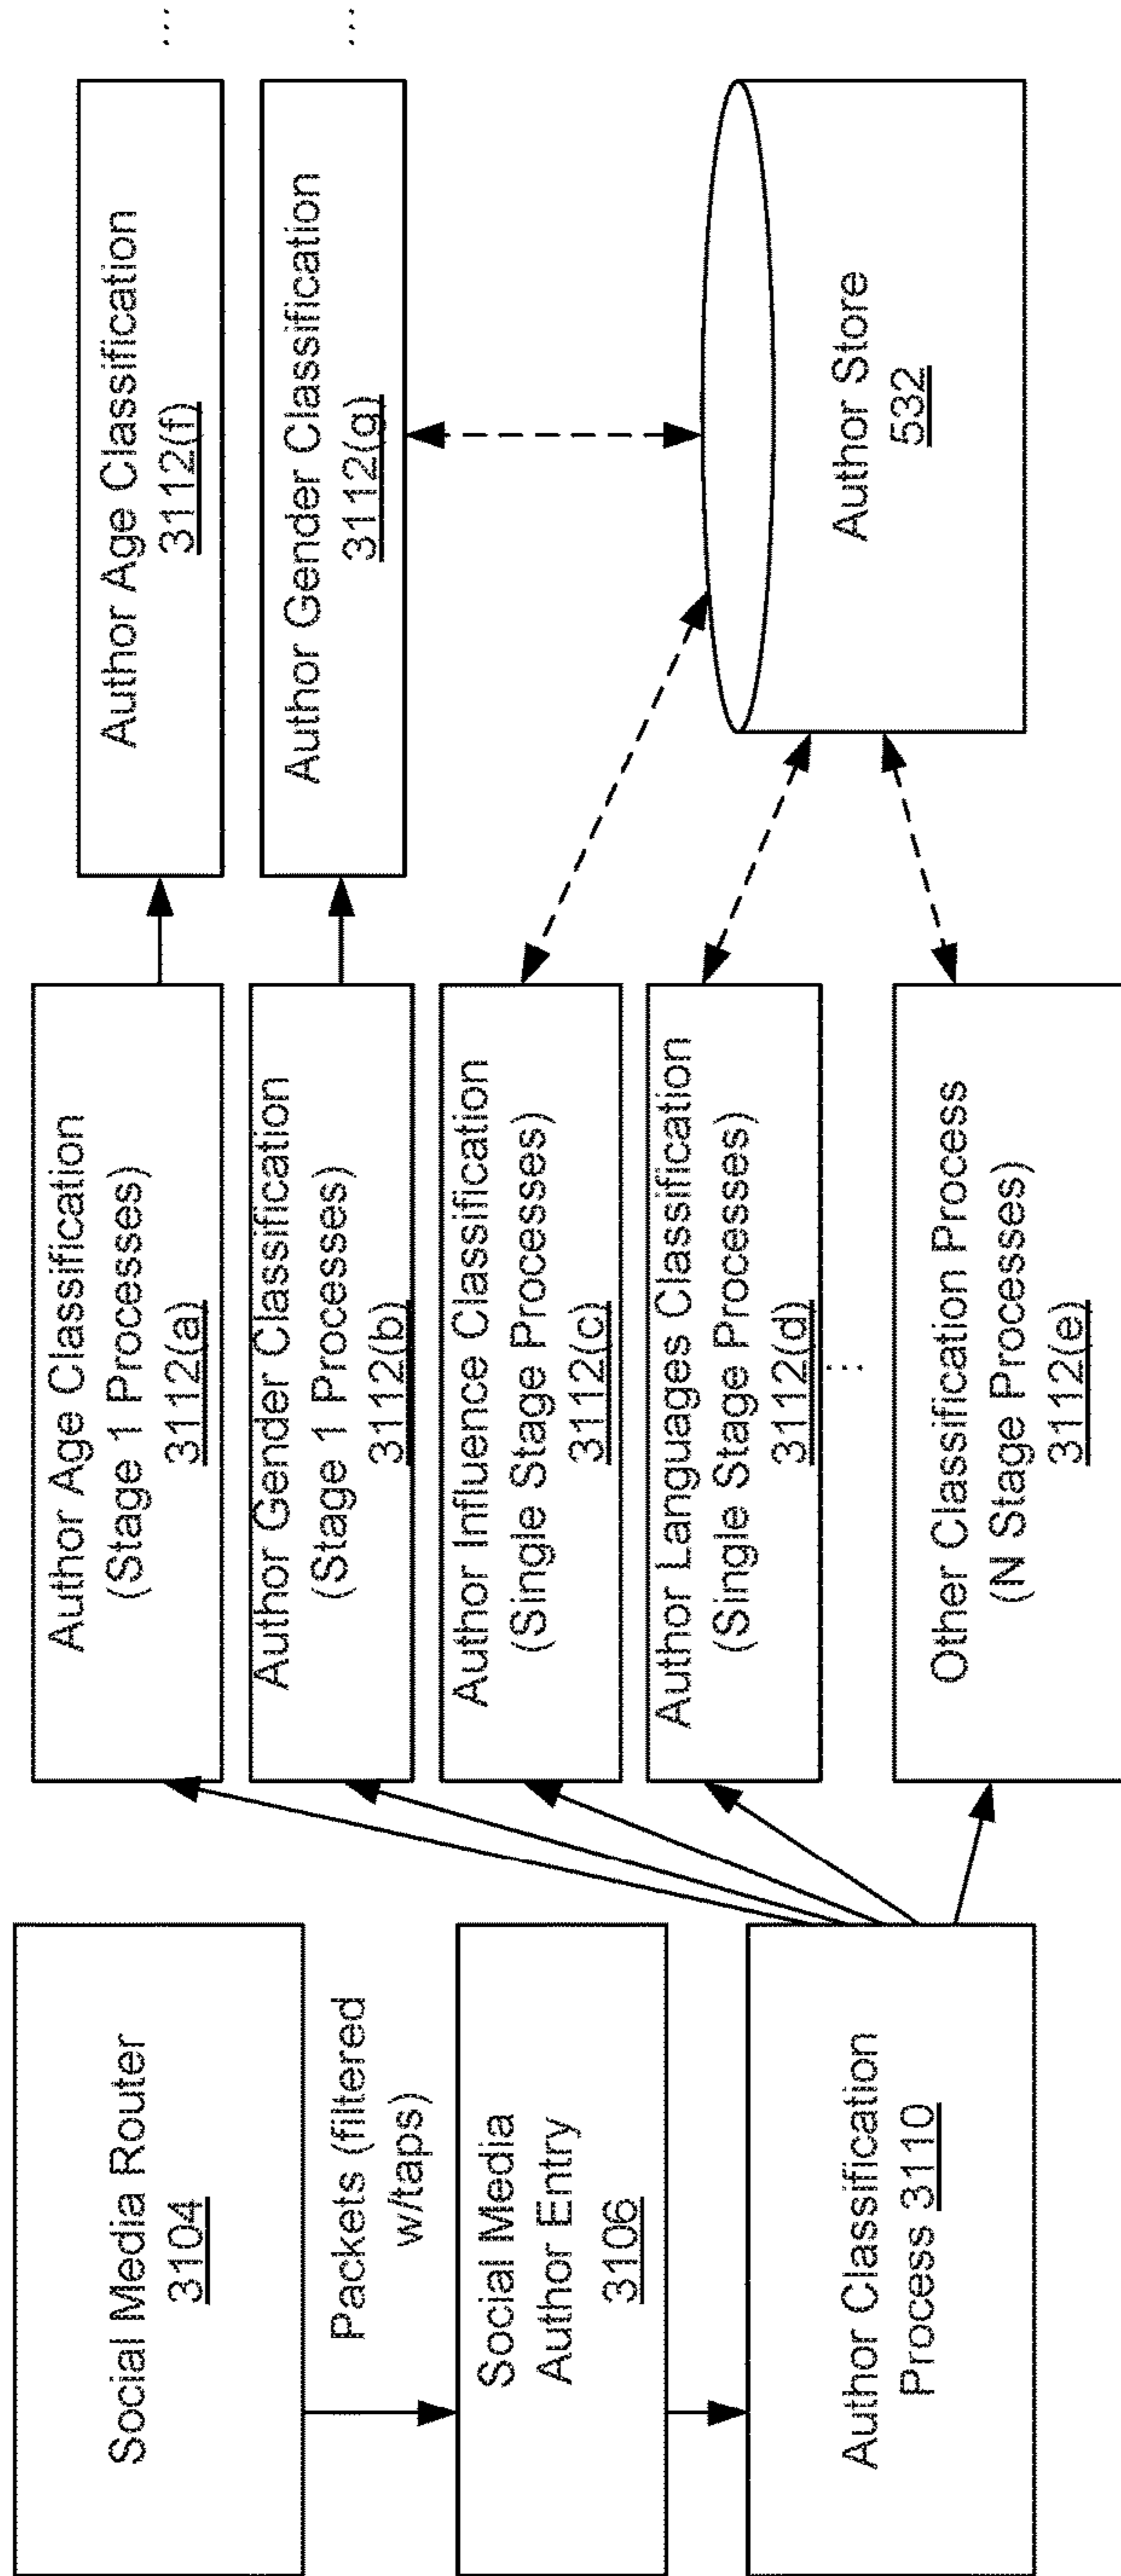 Social Media Router
3104
Packets (filtered
w/taps)
Social Media
Author Entry
3106
Author Classification
Process 3110
Author Age Classification
(Stage 1 Processes)
3112(a)
Author Gender Classification
(Stage 1 Processes)
3112(b)
Author Influence Classification
(Single Stage Processes)
3112(c)
Author Languages Classification
(Single Stage Processes)
3112(d)
...
Other Classification Process
(N Stage Processes)
3112(e)
Author Age Classification
3112(f)
...
Author Gender Classification
3112(g)
...
Author Store
532